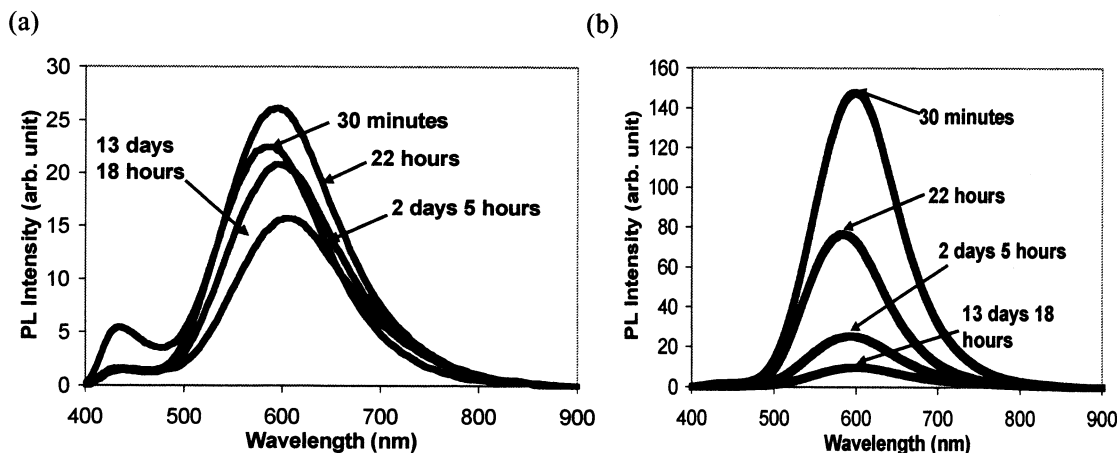 (a)
30
25
20
15
10
5
0
PL Intensity (arb. unit)
30 minutes
22 hours
13 days
18 hours
2 days 5 hours
400 500 600 700 800 900
Wavelength (nm)
(b)
160
140
120
100
80
60
40
20
0
PL Intensity (arb. unit)
30 minutes
22 hours
2 days 5 hours
13 days 18
hours
400 500 600 700 800 900
Wavelength (nm)